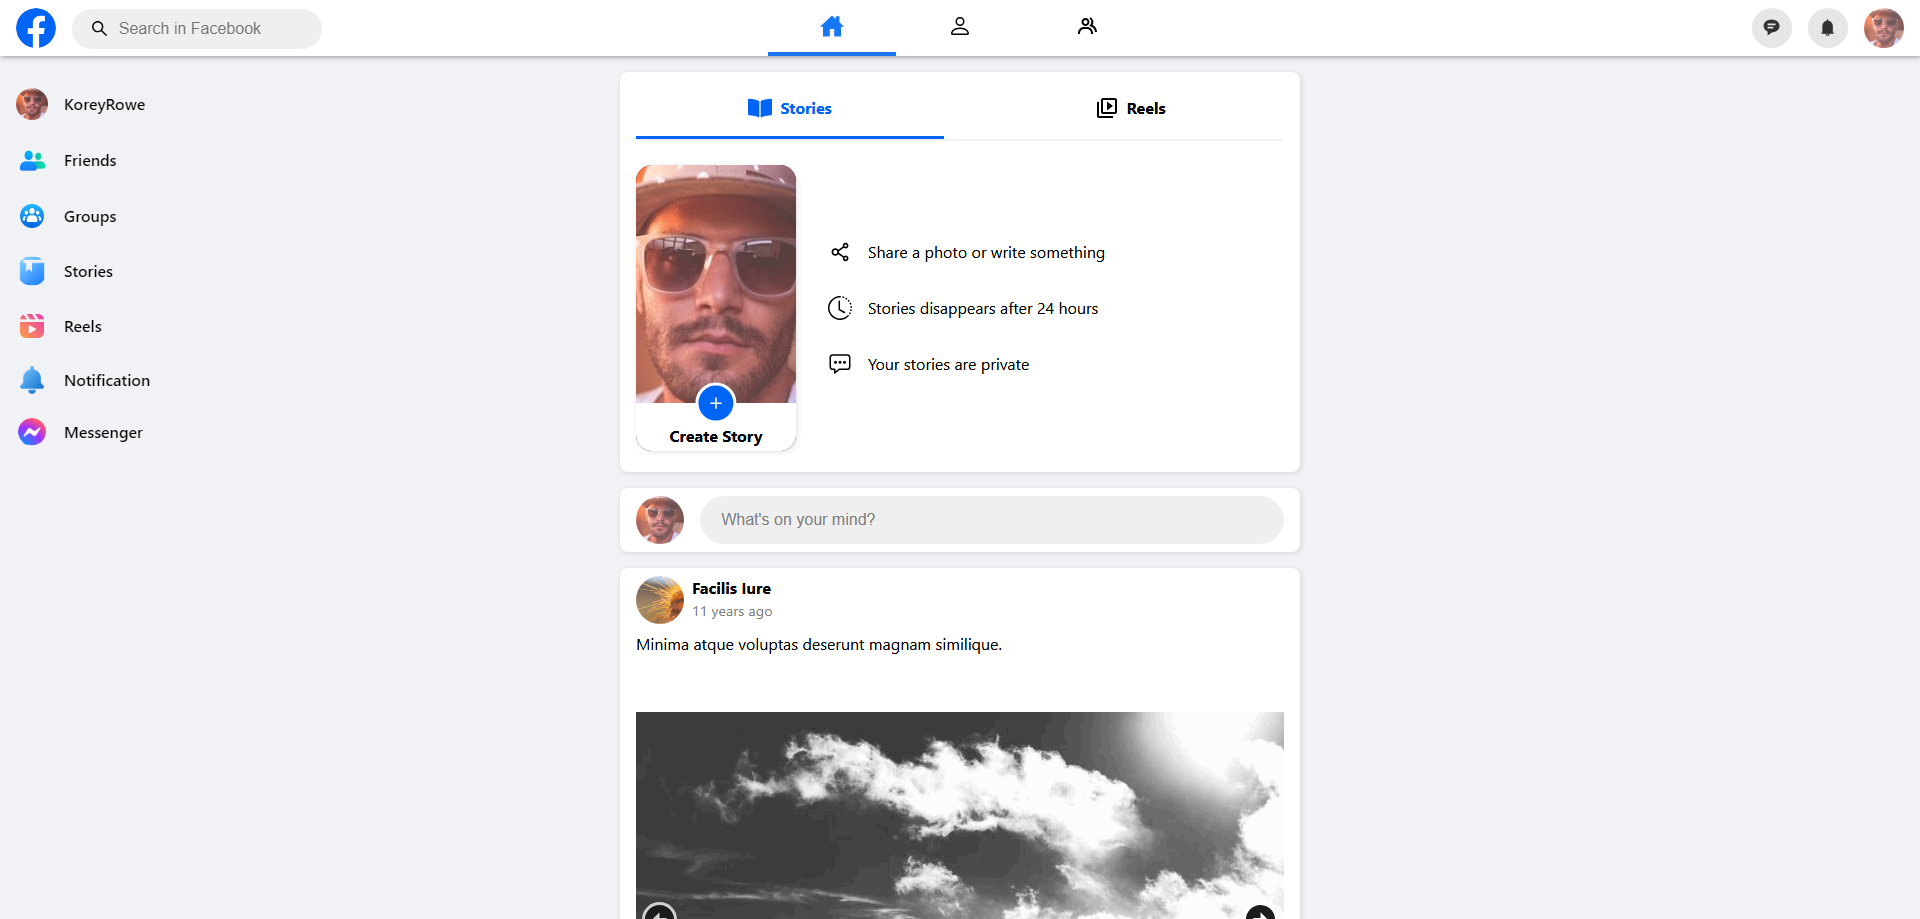 Search in Facebook
KoreyRowe
Friends
Groups
Stories
Reels
Notification
Messenger
Stories
Reels
Share a photo or write something
Stories disappears after 24 hours
Your stories are private
Create Story
What's on your mind?
Facilis Iure
11 years ago
Minima atque voluptas deserunt magnam similique.